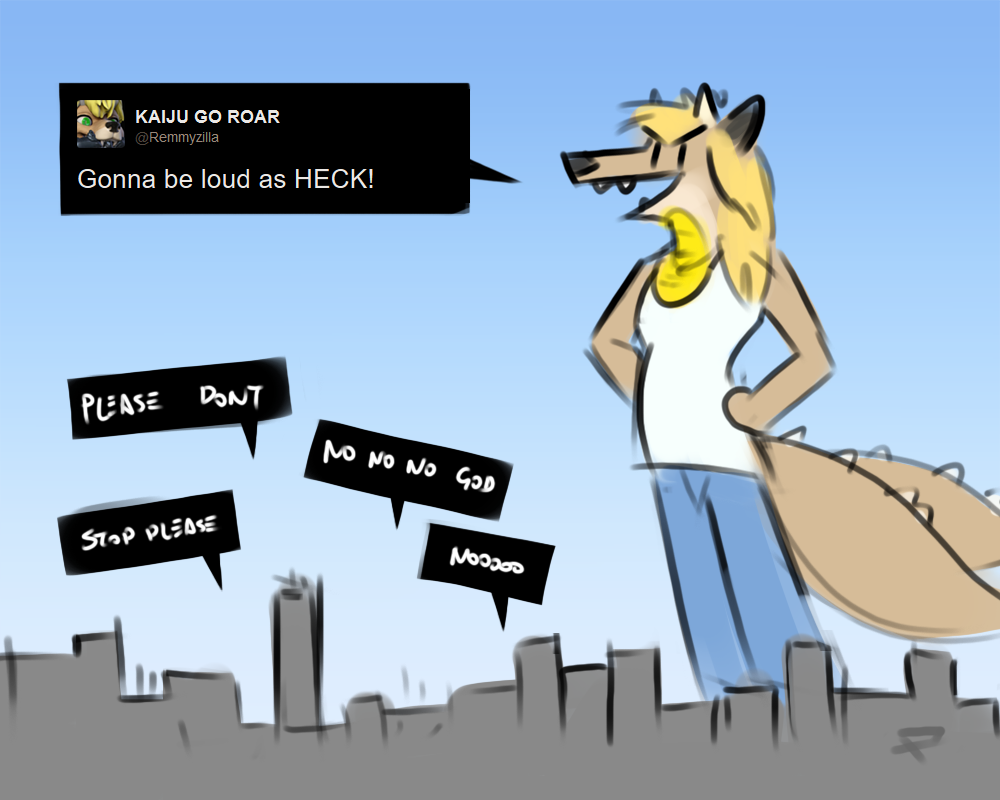 KAIJU GO ROAR
@Remmyzilla
Gonna be loud as HECK!
PLEASE DONT
NO NO NO GOD
STOP PLEASE
NOOOOO